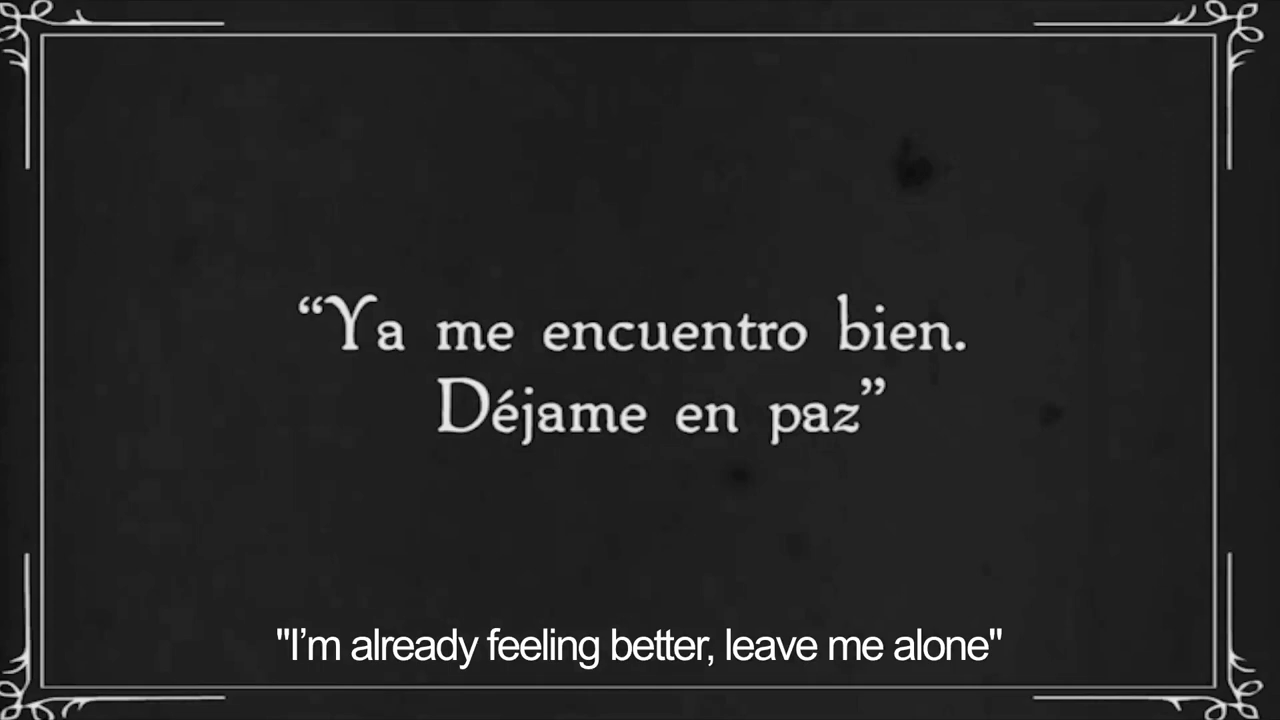 “Ya me encuentro bien.
Déjame en paz”
"I’m already feeling better, leave me alone"